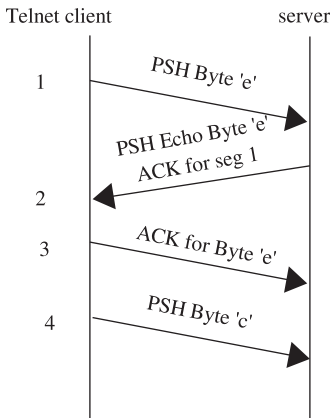 Telnet client server
1 PSH Byte 'e'
PSH Echo Byte 'e'
ACK for seg 1
2
3 ACK for Byte 'e'
4 PSH Byte 'c'